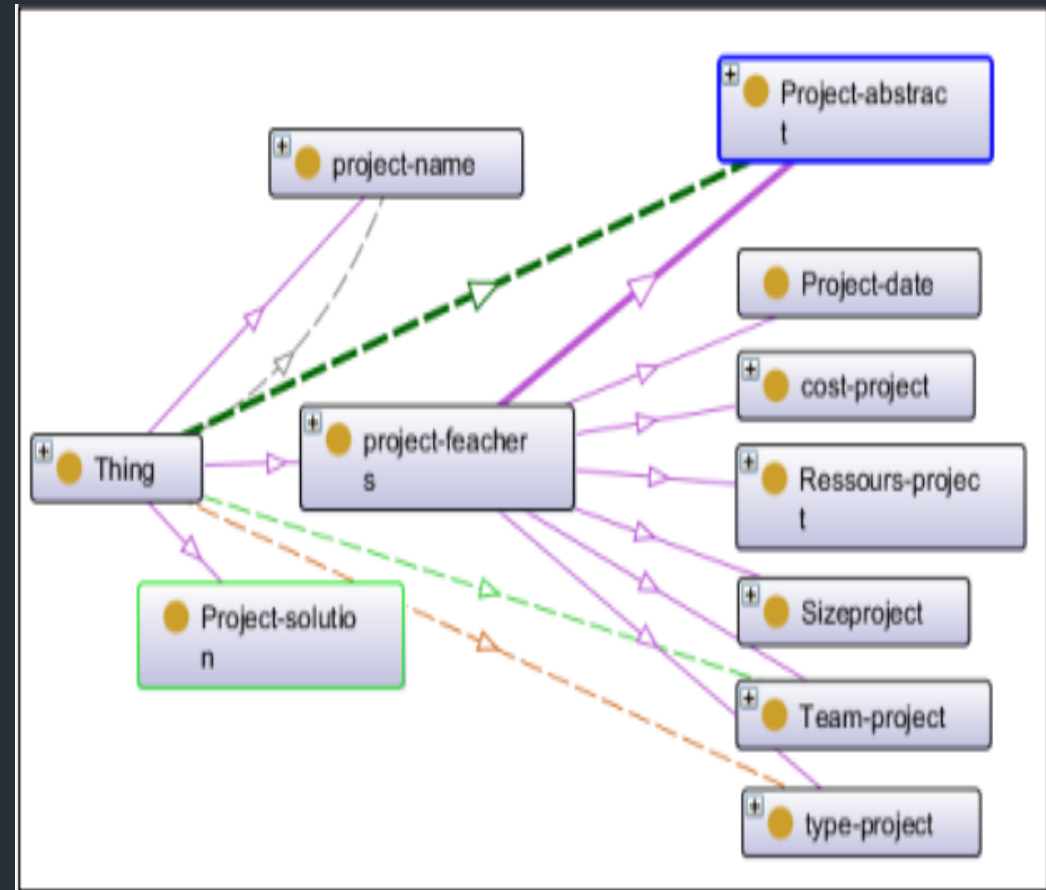 Project-abstrac
t
project-name
Project-date
cost-project
project-feacher
s
Thing
Ressours-projec
t
Project-solutio
n
Sizeproject
Team-project
type-project